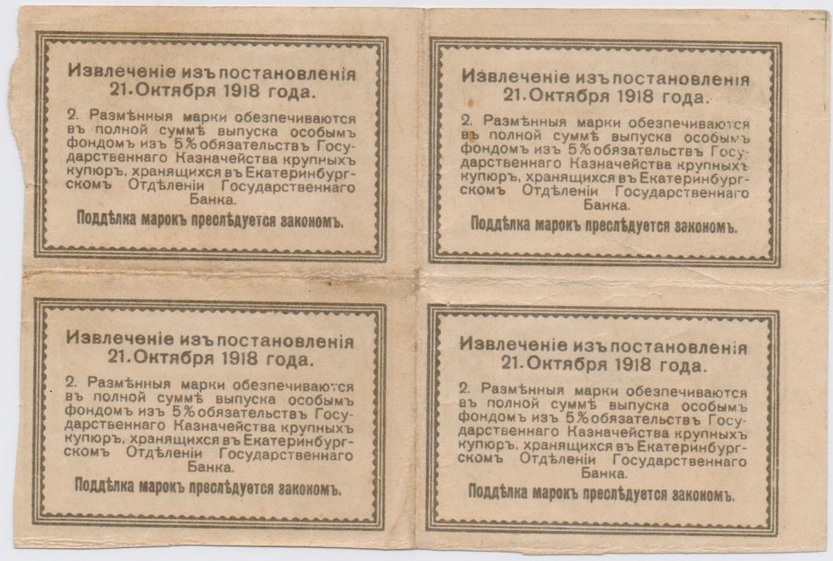 Извлеченіе изъ постановленія
21. Октября 1918 года.
2. Размѣнныя марки обезпечиваются
въ полной суммѣ выпуска особымъ
фондомъ изъ 5% обязательствъ Госу-
дарственнаго Казначейства крупныхъ
купюръ, хранящихся въ Екатеринбург-
скомъ Отдѣленіи Государственнаго
Банка.
Поддѣлка марокъ преслѣдуется закономъ.
Извлеченіе изъ постановленія
21. Октября 1918 года.
2. Размѣнныя марки обезпечиваются
въ полной суммѣ выпуска особымъ
фондомъ изъ 5% обязательствъ Госу-
дарственнаго Казначейства крупныхъ
купюръ, хранящихся въ Екатеринбург-
скомъ Отдѣленіи Государственнаго
Банка.
Поддѣлка марокъ преслѣдуется закономъ.
Извлеченіе изъ постановленія
21. Октября 1918 года.
2. Размѣнныя марки обезпечиваются
въ полной суммѣ выпуска особымъ
фондомъ изъ 5% обязательствъ Госу-
дарственнаго Казначейства крупныхъ
купюръ, хранящихся въ Екатеринбург-
скомъ Отдѣленіи Государственнаго
Банка.
Поддѣлка марокъ преслѣдуется закономъ.
Извлеченіе изъ постановленія
21. Октября 1918 года.
2. Размѣнныя марки обезпечиваются
въ полной суммѣ выпуска особымъ
фондомъ изъ 5% обязательствъ Госу-
дарственнаго Казначейства крупныхъ
купюръ, хранящихся въ Екатеринбург-
скомъ Отдѣленіи Государственнаго
Банка.
Поддѣлка марокъ преслѣдуется закономъ.